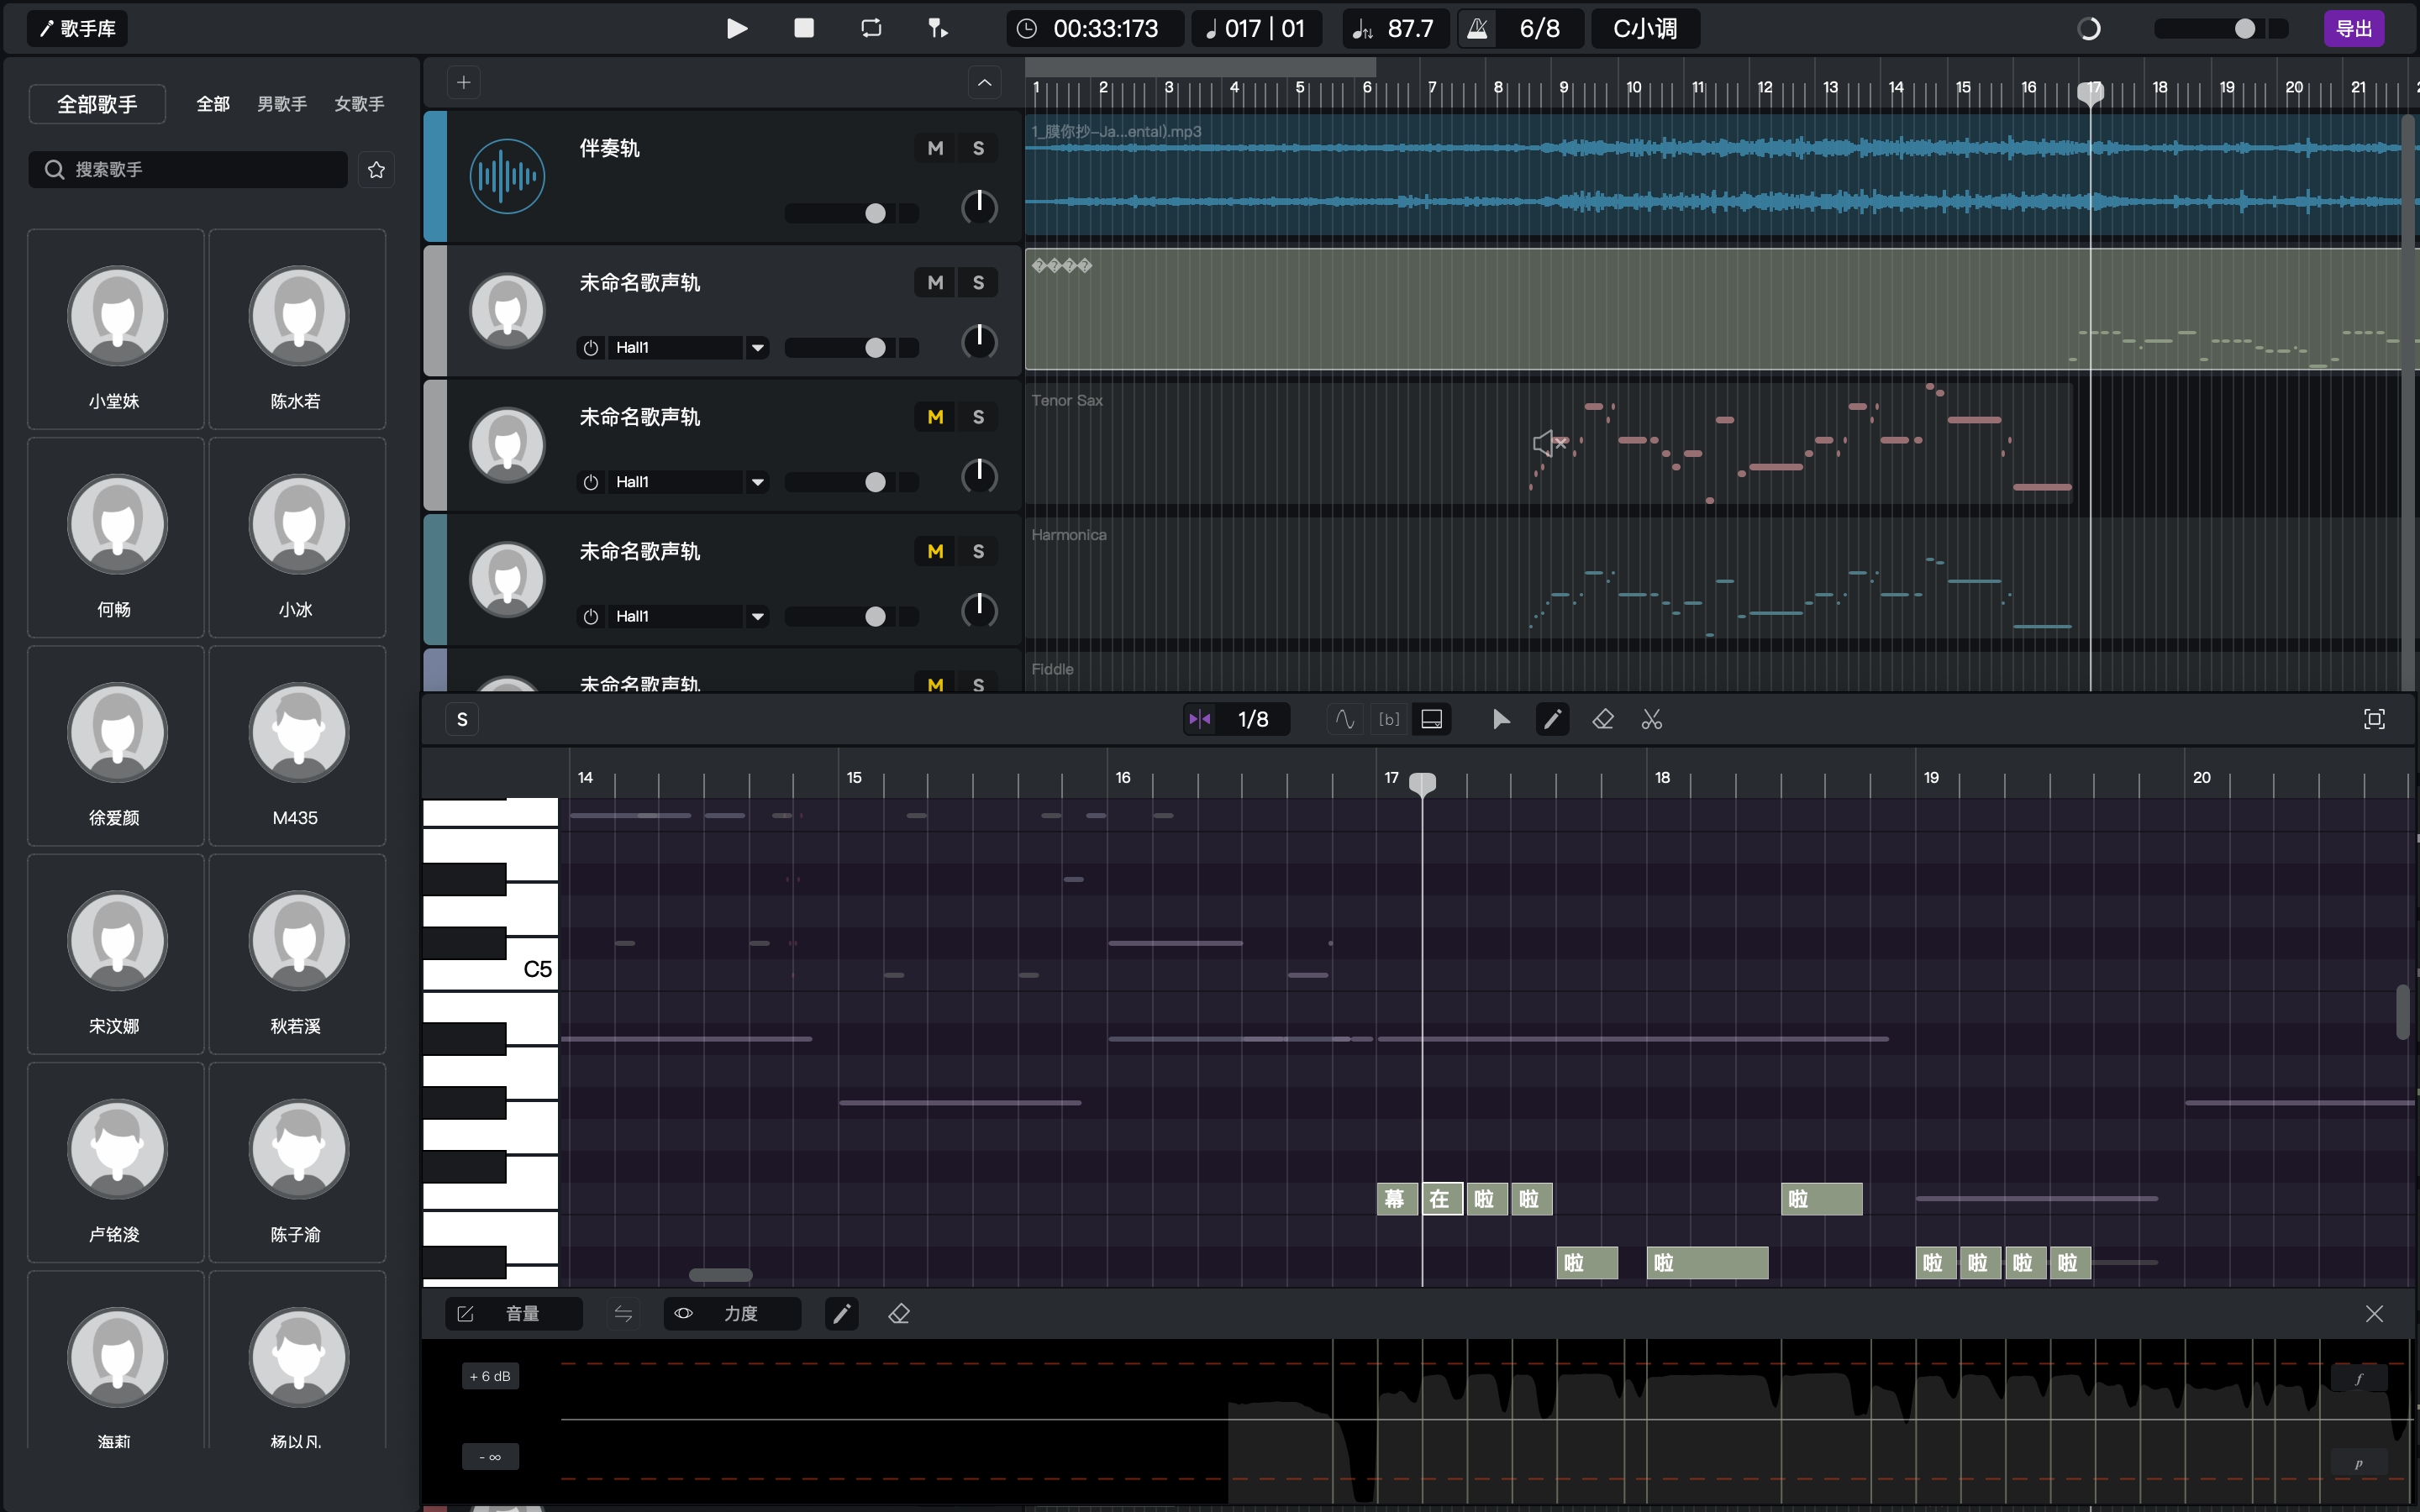 歌手库
00:33:173
017 | 01
87.7
6/8
C小调
导出
全部歌手
全部
男歌手
女歌手
搜索歌手
小堂妹
陈水若
何畅
小冰
徐爱颜
M435
宋汶娜
秋若溪
卢铭浚
陈子渝
海莉
杨以凡
1 2 3 4 5 6 7 8 9 10 11 12 13 14 15 16 17 18 19 20 21
伴奏轨
M S
1_膜你抄-Ja...ental).mp3
未命名歌声轨
M S
Hall1
����
未命名歌声轨
M S
Hall1
Tenor Sax
未命名歌声轨
M S
Hall1
Harmonica
未命名歌声轨
M S
Fiddle
S
1/8
[b]
14 15 16 17 18 19 20
C5
幕 在 啦 啦 啦
啦 啦 啦 啦 啦 啦
音量
力度
+ 6 dB
- ∞
f
p